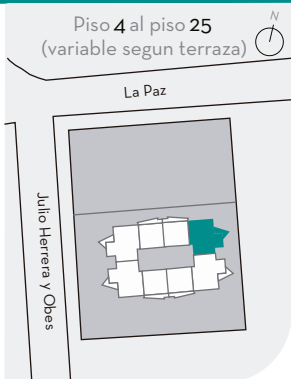 Piso 4 al piso 25
(variable segun terraza)
N
La Paz
Julio Herrera y Obes